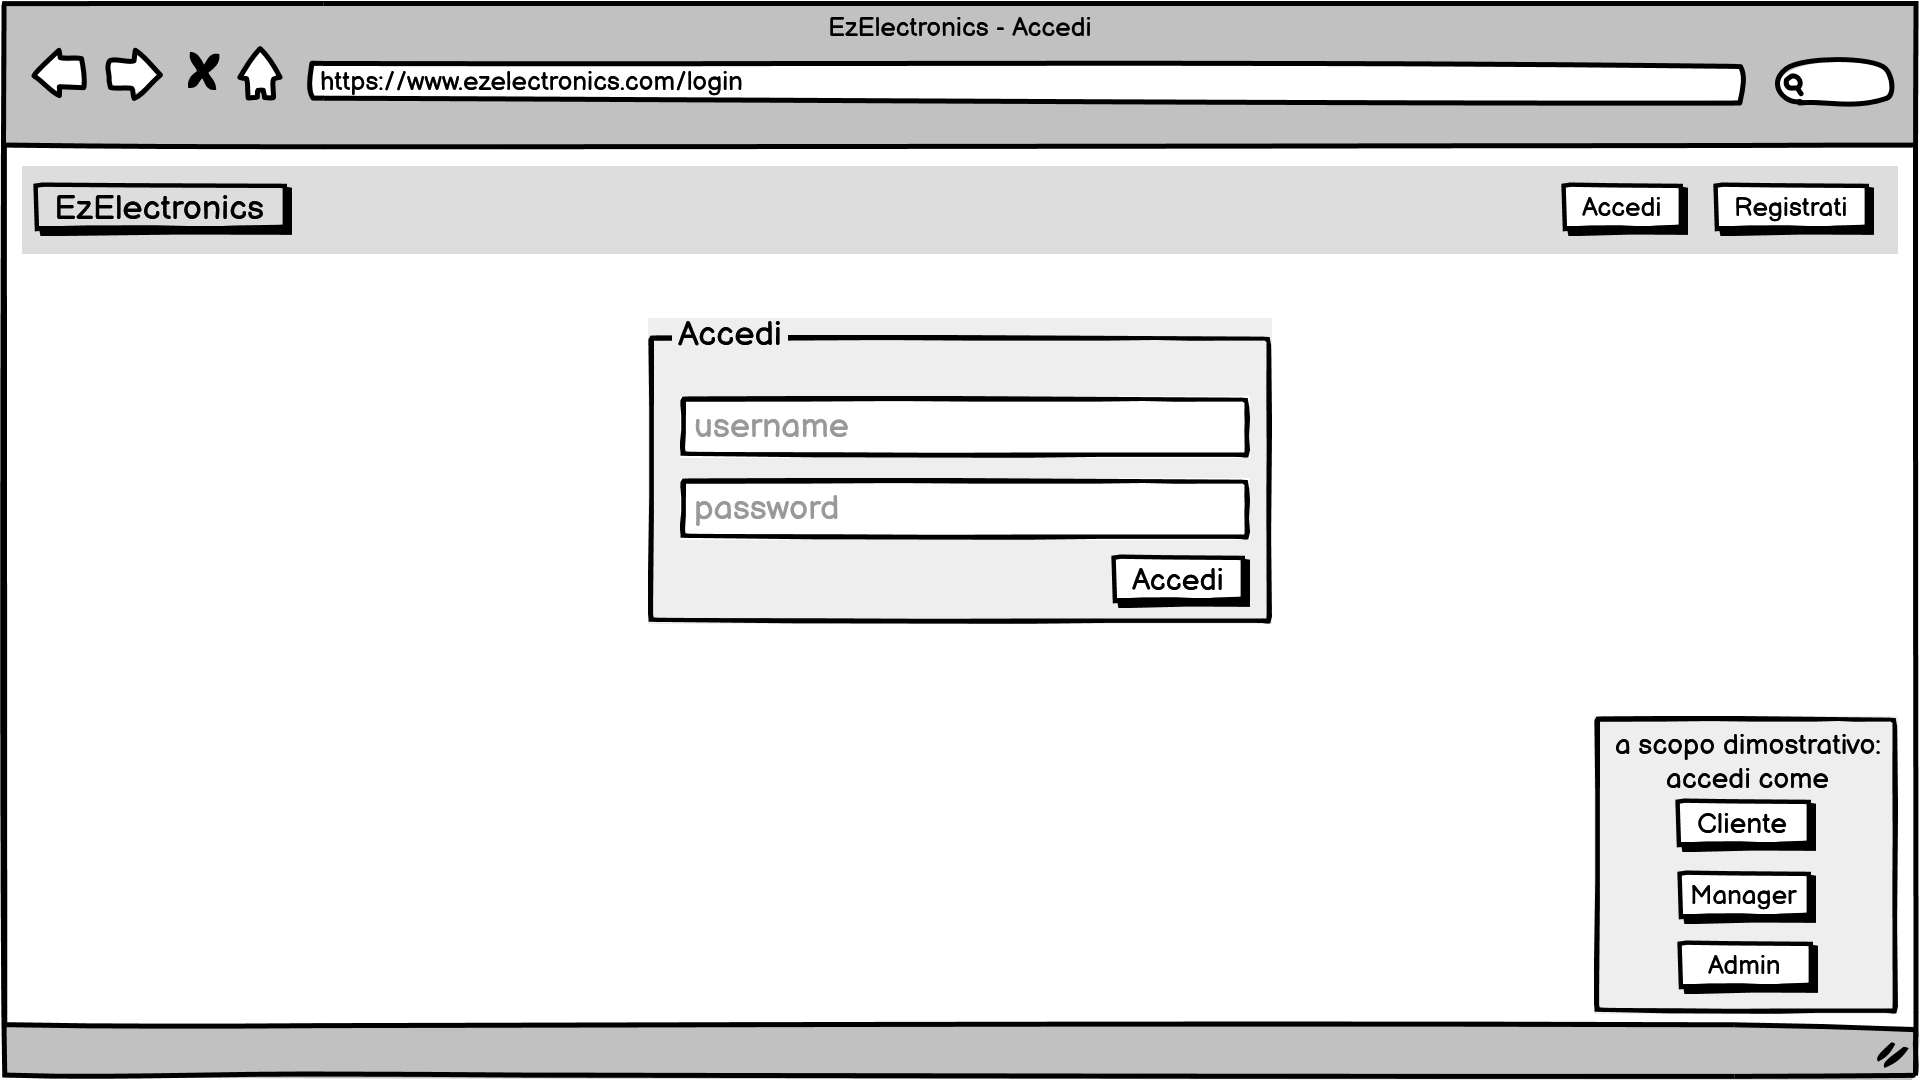 EzElectronics - Accedi
https://www.ezelectronics.com/login
EzElectronics
Accedi
Registrati
Accedi
username
password
Accedi
a scopo dimostrativo:
accedi come
Cliente
Manager
Admin